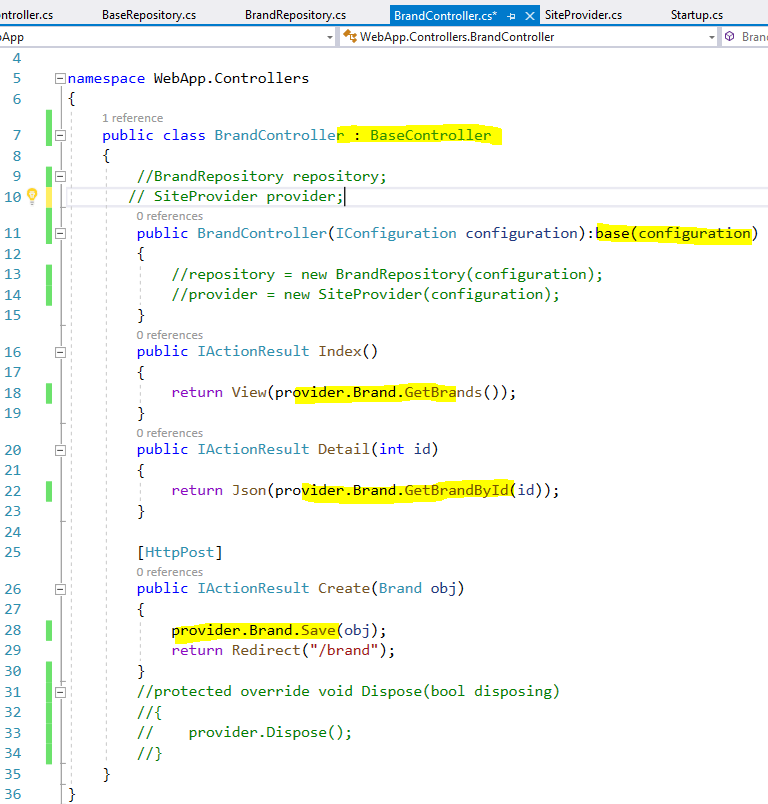 ontroller.cs BaseRepository.cs BrandRepository.cs BrandController.cs* SiteProvider.cs Startup.cs
oApp WebApp.Controllers.BrandController Bran
4
5 namespace WebApp.Controllers
6 {
1 reference
7 public class BrandController : BaseController
8 {
9 //BrandRepository repository;
10 // SiteProvider provider;
0 references
11 public BrandController(IConfiguration configuration):base(configuration)
12 {
13 //repository = new BrandRepository(configuration);
14 //provider = new SiteProvider(configuration);
15 }
0 references
16 public IActionResult Index()
17 {
18 return View(provider.Brand.GetBrands());
19 }
0 references
20 public IActionResult Detail(int id)
21 {
22 return Json(provider.Brand.GetBrandById(id));
23 }
24
25 [HttpPost]
0 references
26 public IActionResult Create(Brand obj)
27 {
28 provider.Brand.Save(obj);
29 return Redirect("/brand");
30 }
31 //protected override void Dispose(bool disposing)
32 //{
33 // provider.Dispose();
34 //}
35 }
36 }